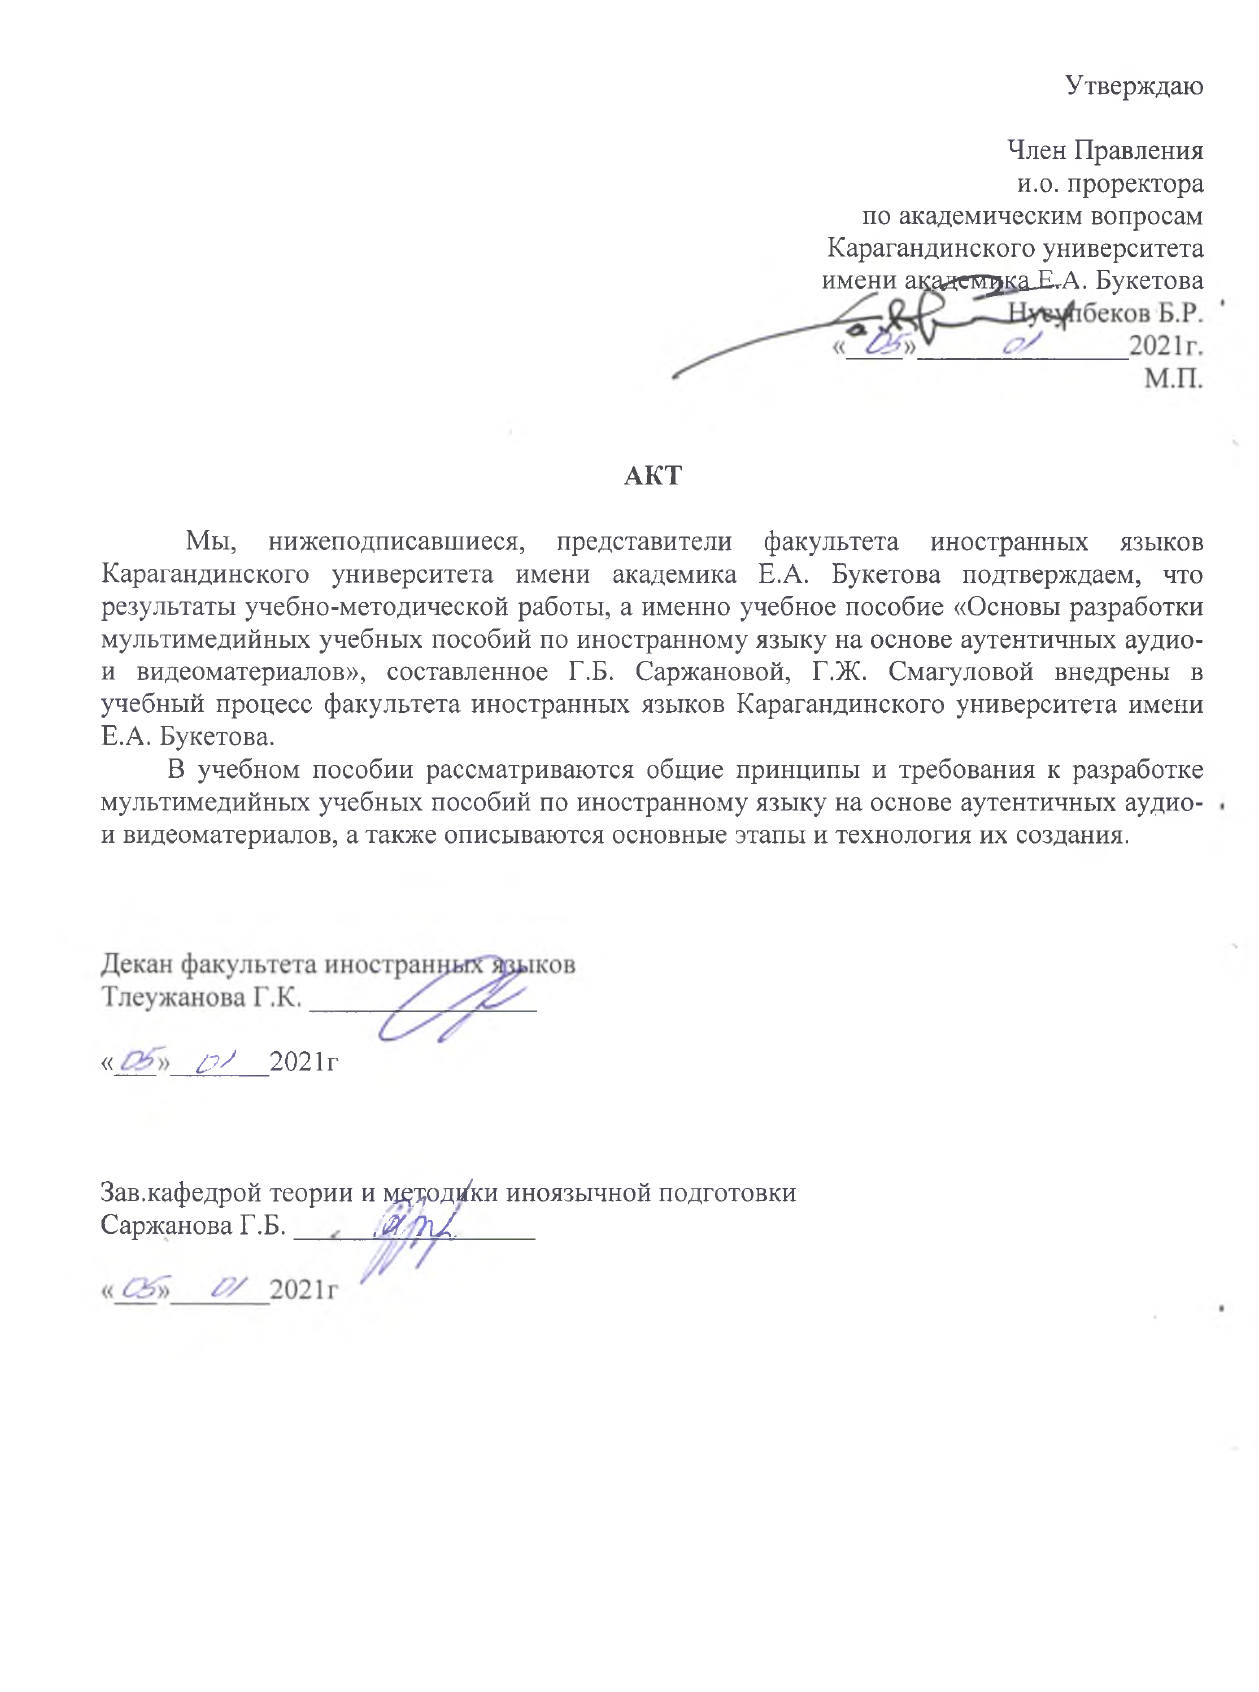 Утверждаю
Член Правления
и.о. проректора
по академическим вопросам
Карагандинского университета
имени академика Е.А. Букетова
Нусупбеков Б.Р.
«05» 01 2021г.
М.П.
АКТ
Мы, нижеподписавшиеся, представители факультета иностранных языков
Карагандинского университета имени академика Е.А. Букетова подтверждаем, что
результаты учебно-методической работы, а именно учебное пособие «Основы разработки
мультимедийных учебных пособий по иностранному языку на основе аутентичных аудио-
и видеоматериалов», составленное Г.Б. Саржановой, Г.Ж. Смагуловой внедрены в
учебный процесс факультета иностранных языков Карагандинского университета имени
Е.А. Букетова.
В учебном пособии рассматриваются общие принципы и требования к разработке
мультимедийных учебных пособий по иностранному языку на основе аутентичных аудио-
и видеоматериалов, а также описываются основные этапы и технология их создания.
Декан факультета иностранных языков
Тлеужанова Г.К.
«05» 01 2021г
Зав.кафедрой теории и методики иноязычной подготовки
Саржанова Г.Б.
«05» 01 2021г